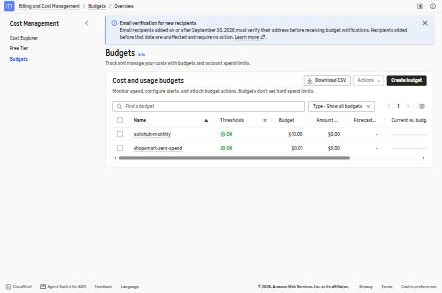 Billing and Cost Management / Budgets / Overview
Cost Management
Cost Explorer
Free Tier
Budgets
Email verification for new recipients
Email recipients added on or after September 30, 2026 must verify their address before receiving budget notifications. Recipients added
before that date are unaffected and require no action. Learn more
Budgets Info
Track and manage your costs with budgets and account spend limits.
Cost and usage budgets
Download CSV
Actions
Create budget
Monitor spend, configure alerts, and attach budget actions. Budgets don't set hard spend limits.
Find a budget
Type - Show all budgets
1
Name Thresholds Budget Amount ... Forecast... Current vs. budg
autohub-monthly OK $10.00 $0.00 -
shopsmart-zero-spend OK $0.01 $0.00 -
CloudShell Agent Toolkit for AWS Feedback Language
© 2026, Amazon Web Services, Inc. or its affiliates. Privacy Terms Cookie preferences